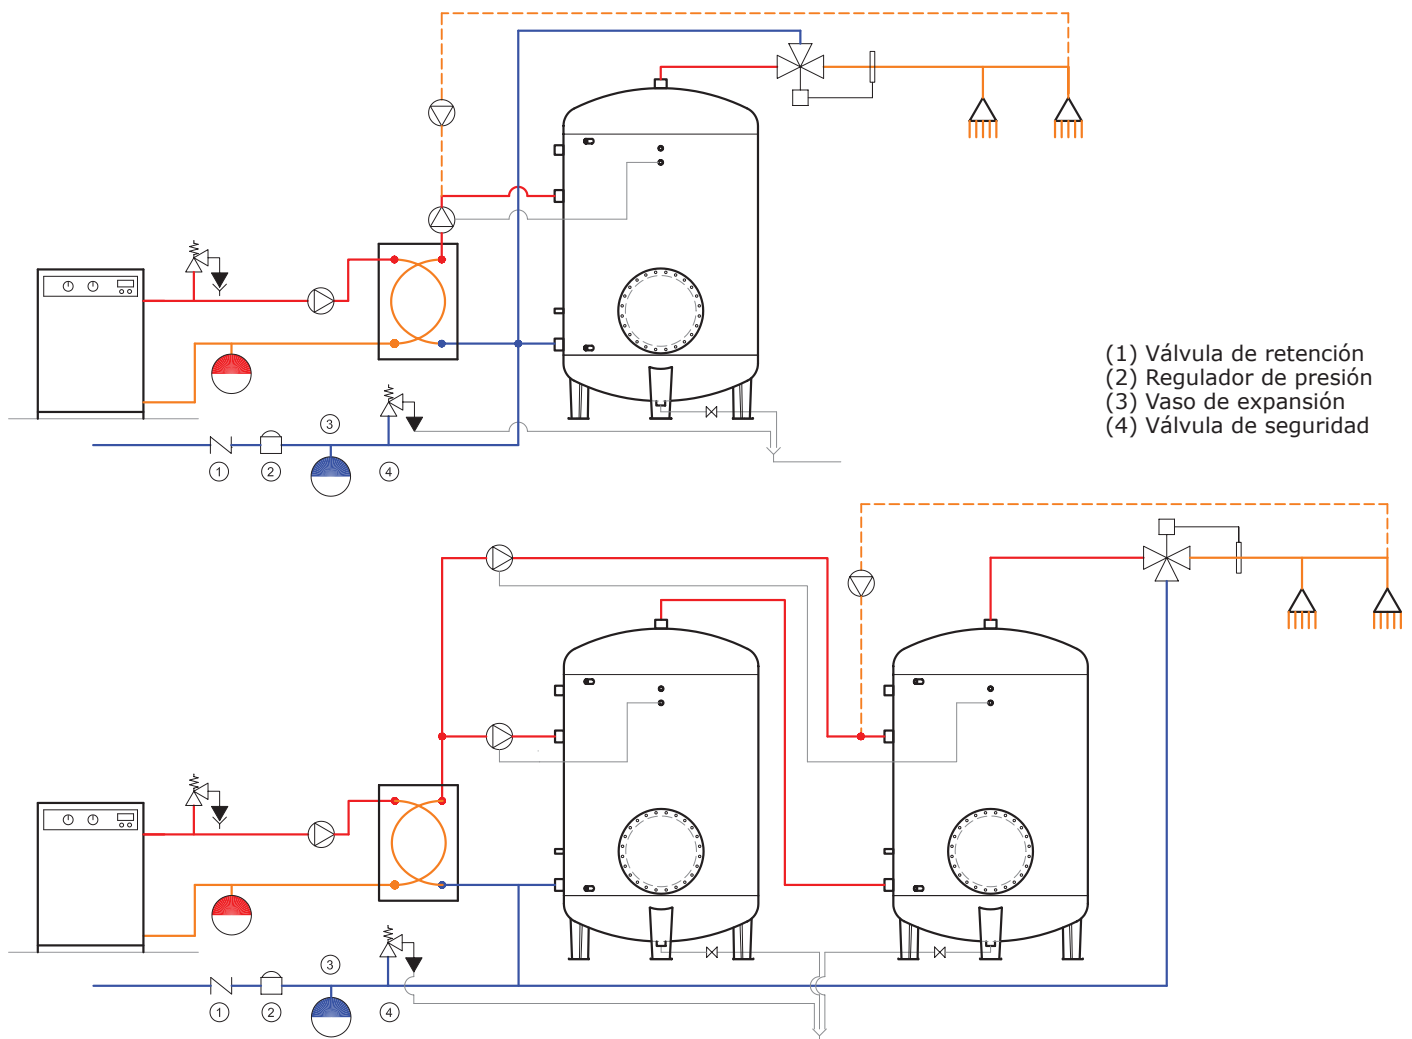 (1) Válvula de retención
(2) Regulador de presión
(3) Vaso de expansión
(4) Válvula de seguridad
3
1
2
4
3
1
2
4